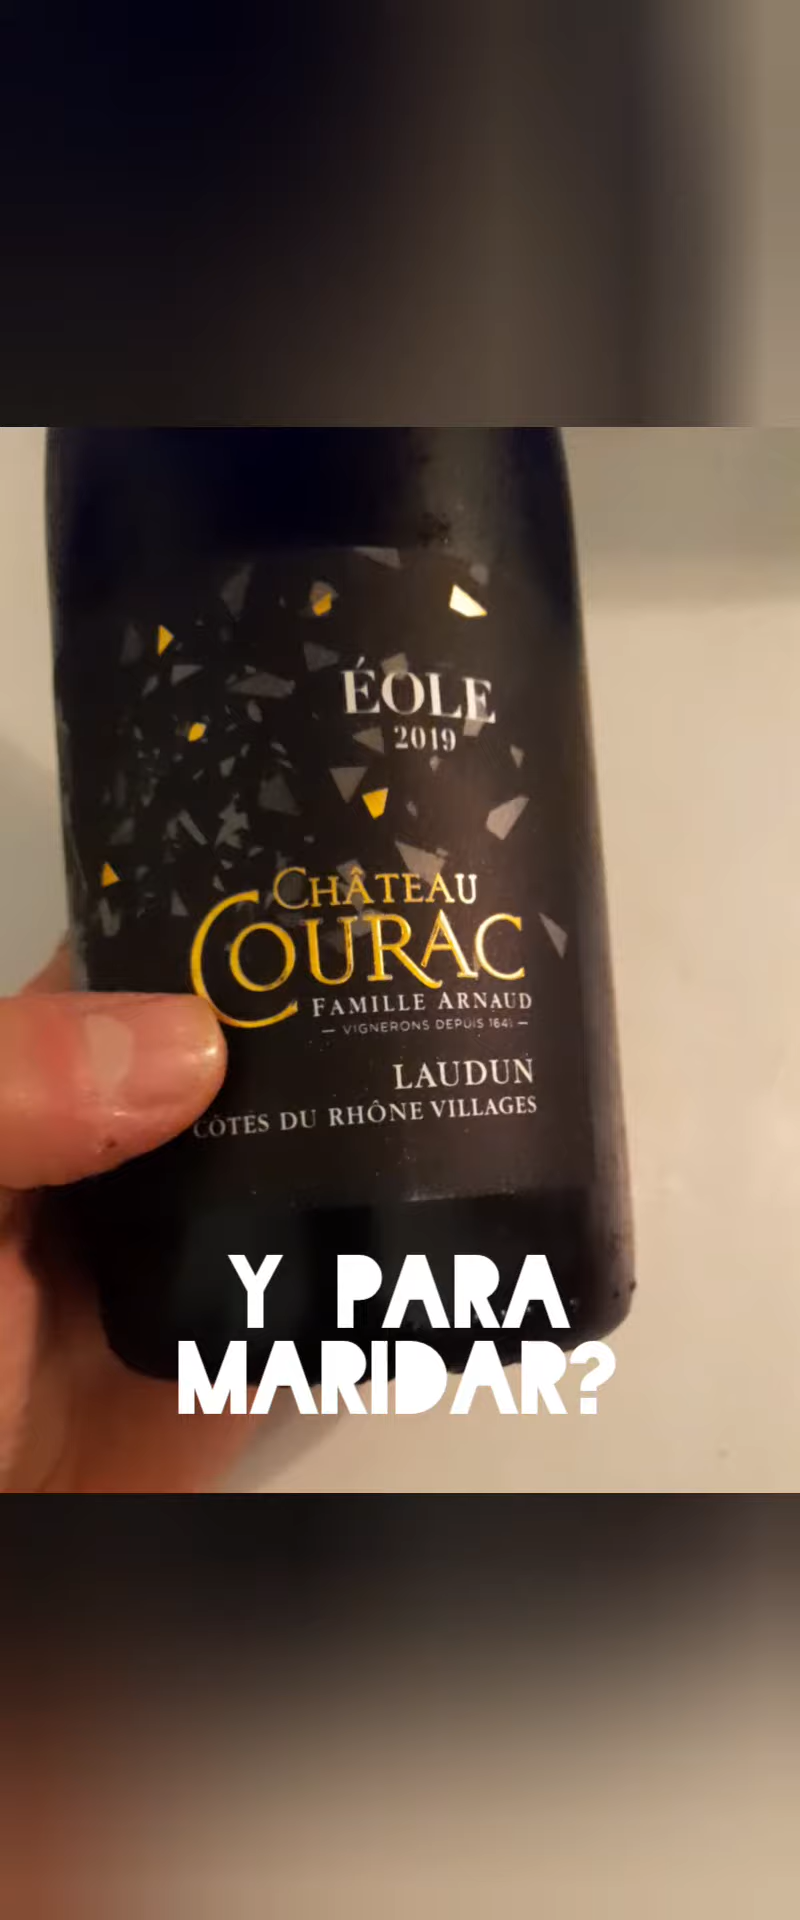 ÉOLE
2019
CHÂTEAU
COURAC
FAMILLE ARNAUD
— VIGNERONS DEPUIS 1641 —
LAUDUN
CÔTES DU RHÔNE VILLAGES
Y PARA
MARIDAR?